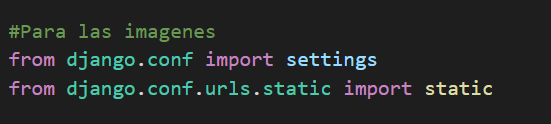 #Para las imagenes
from django.conf import settings
from django.conf.urls.static import static